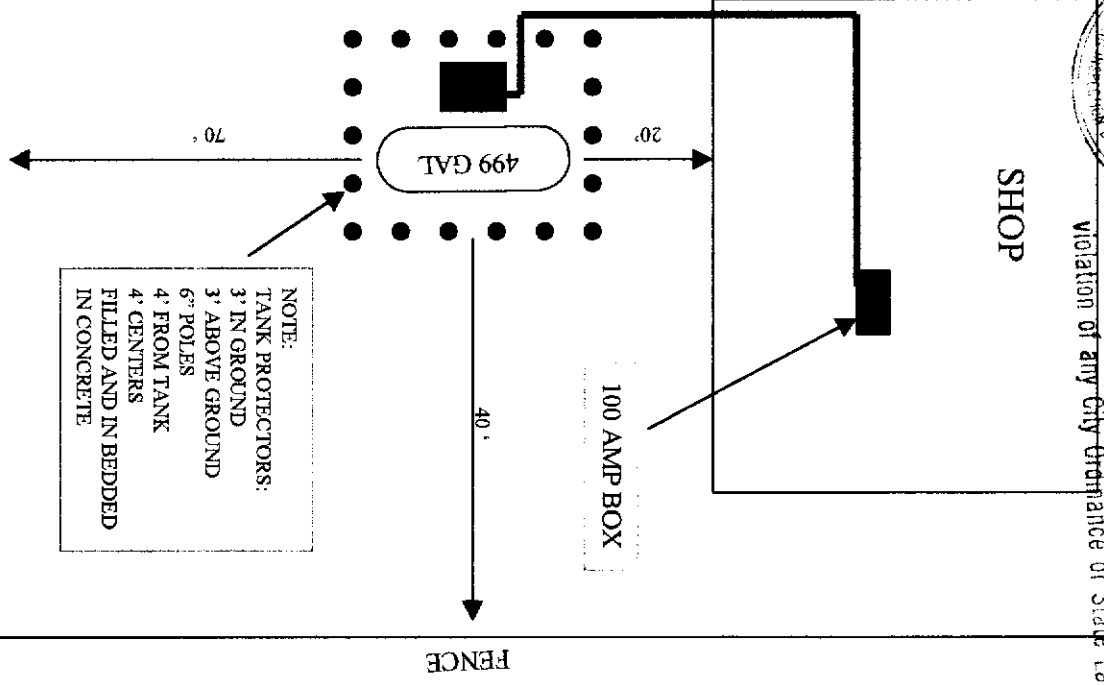 violation of any City Ordinance or State
SHOP
100 AMP BOX
20'
499 GAL
70 '
40 '
NOTE:
TANK PROTECTORS:
3' IN GROUND
3' ABOVE GROUND
6" POLES
4' FROM TANK
4' CENTERS
FILLED AND IN BEDDED
IN CONCRETE
FENCE